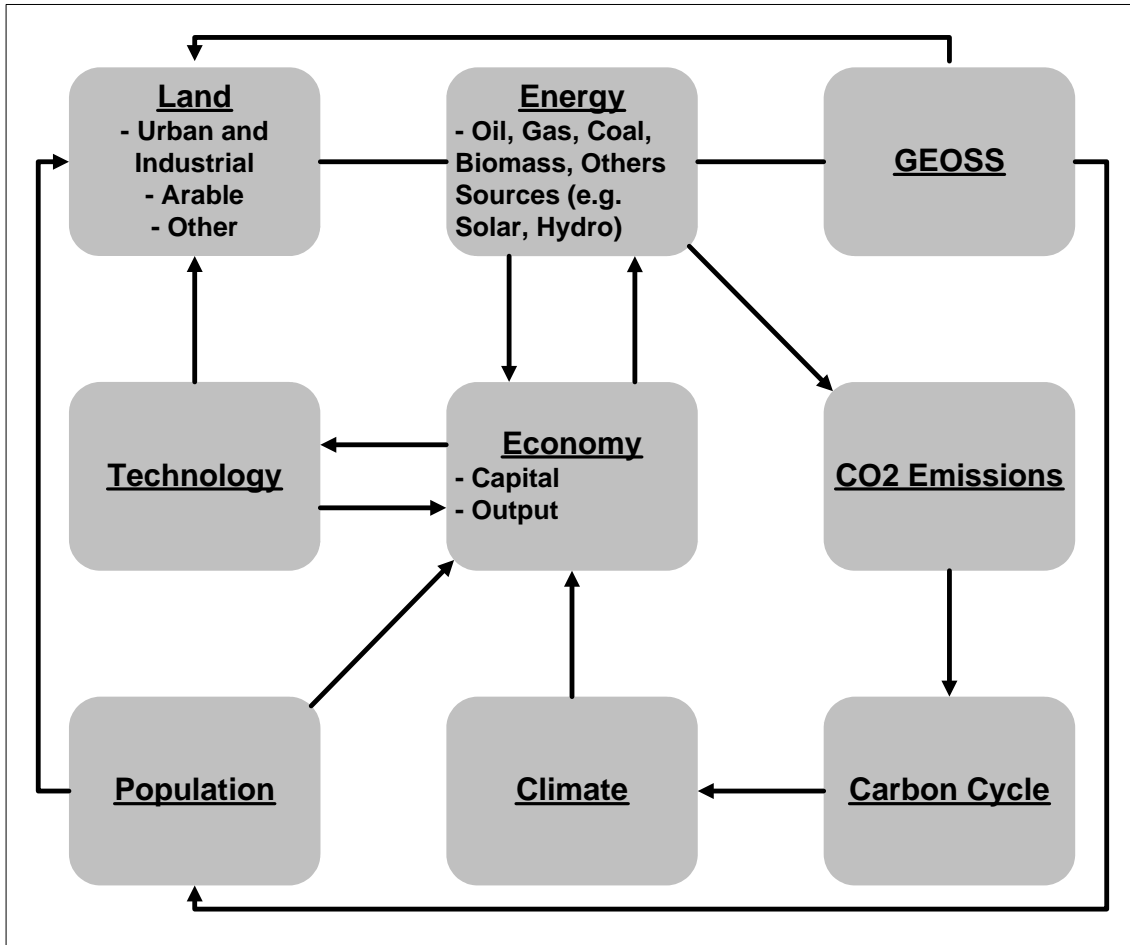 Land
- Urban and
Industrial
- Arable
- Other
Energy
- Oil, Gas, Coal,
Biomass, Others
Sources (e.g.
Solar, Hydro)
GEOSS
Technology
Economy
- Capital
- Output
CO2 Emissions
Population
Climate
Carbon Cycle